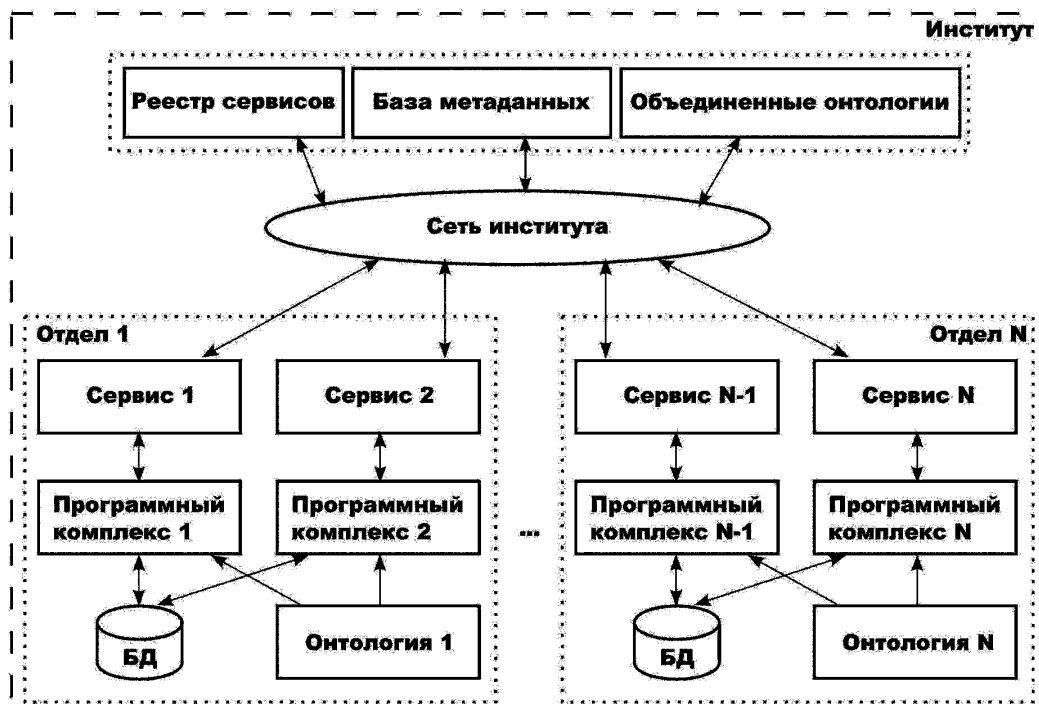 Институт
Реестр сервисов
База метаданных
Объединенные онтологии
Сеть института
Отдел 1
Отдел N
Сервис 1
Сервис 2
Сервис N-1
Сервис N
Программный
комплекс 1
Программный
комплекс 2
...
Программный
комплекс N-1
Программный
комплекс N
БД
Онтология 1
БД
Онтология N